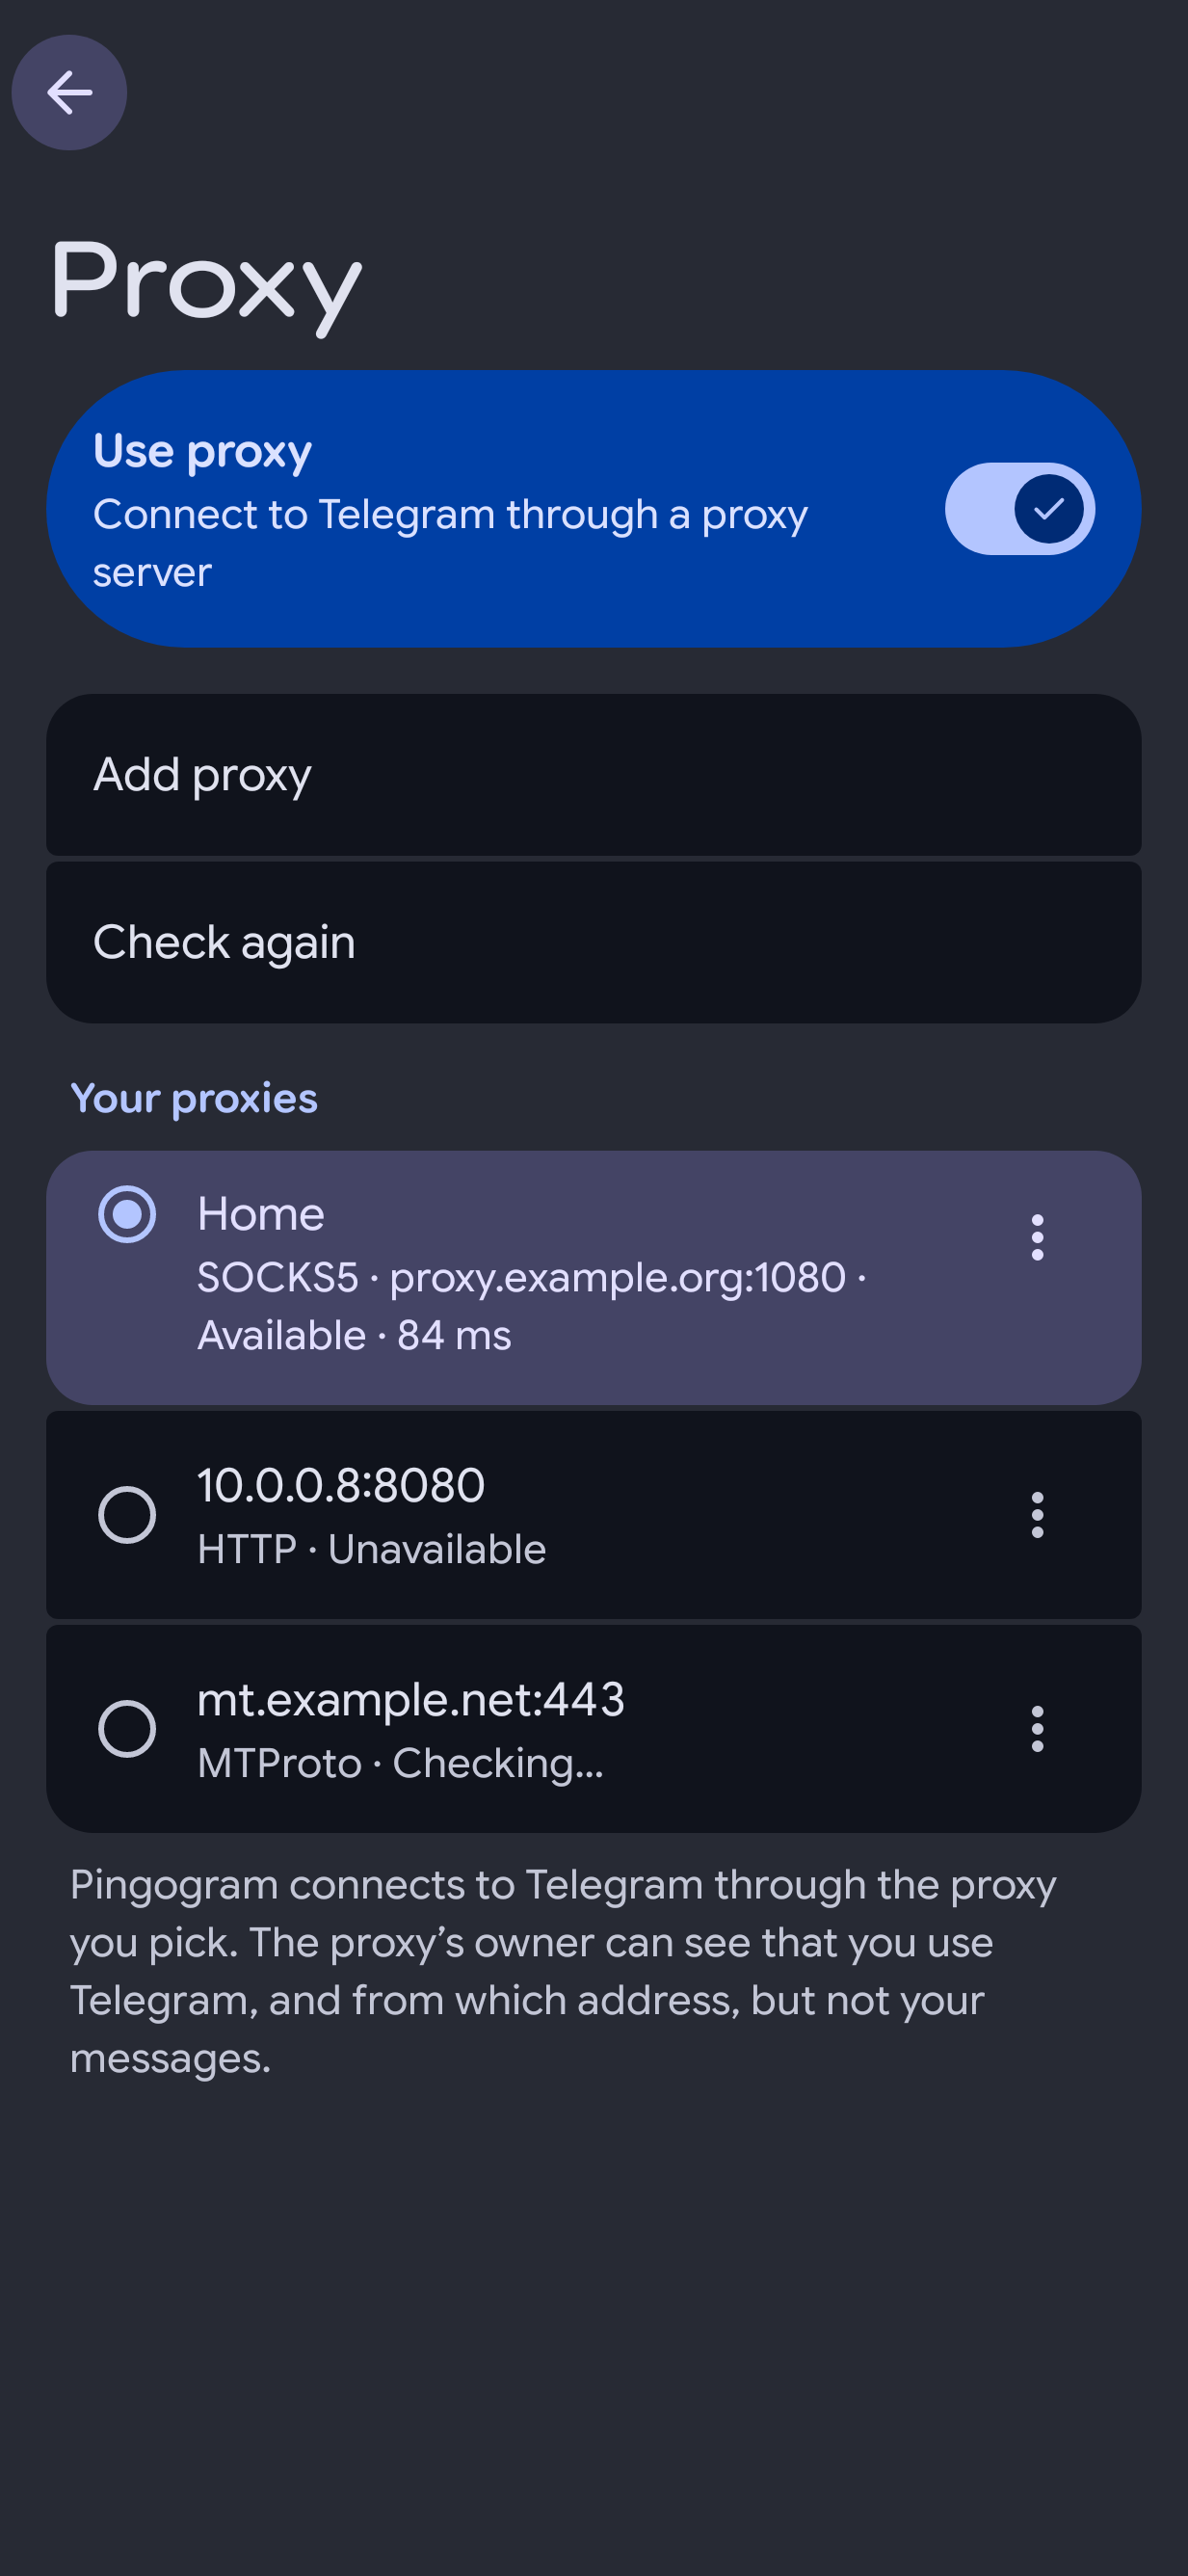 Proxy
Use proxy
Connect to Telegram through a proxy
server
Add proxy
Check again
Your proxies
Home
SOCKS5 · proxy.example.org:1080 ·
Available · 84 ms
10.0.0.8:8080
HTTP · Unavailable
mt.example.net:443
MTProto · Checking…
Pingogram connects to Telegram through the proxy
you pick. The proxy’s owner can see that you use
Telegram, and from which address, but not your
messages.